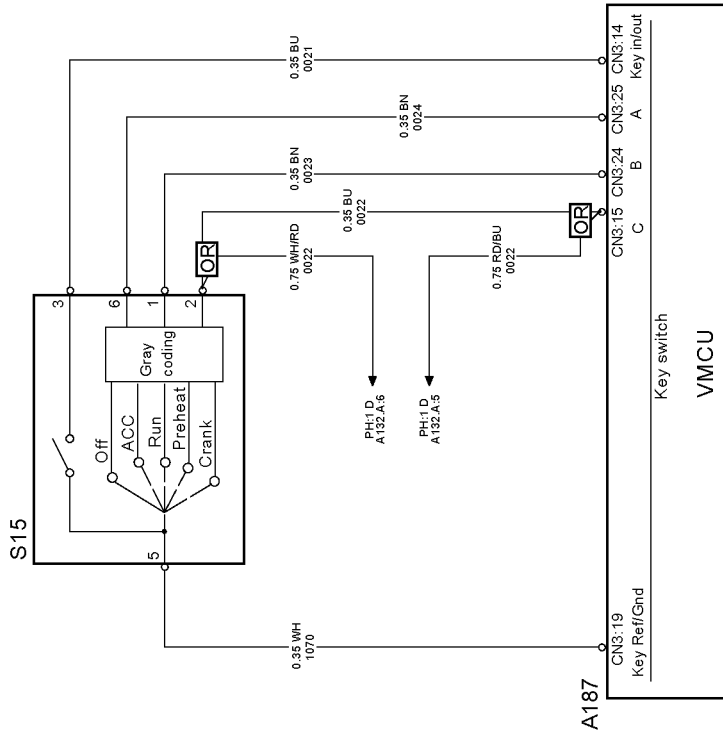 S15
3
6
1
2
5
Gray
coding
Off
ACC
Run
Preheat
Crank
OR
OR
0.35 BU
0021
0.35 BN
0024
0.35 BN
0023
0.35 BU
0022
0.75 WH/RD
0022
0.75 RD/BU
0022
PH:1 D
A132.A:6
PH:1 D
A132.A:5
0.35 WH
1070
A187
CN3:19
Key Ref/Gnd
CN3:15
C
CN3:24
B
CN3:25
A
CN3:14
Key in/out
Key switch
VMCU